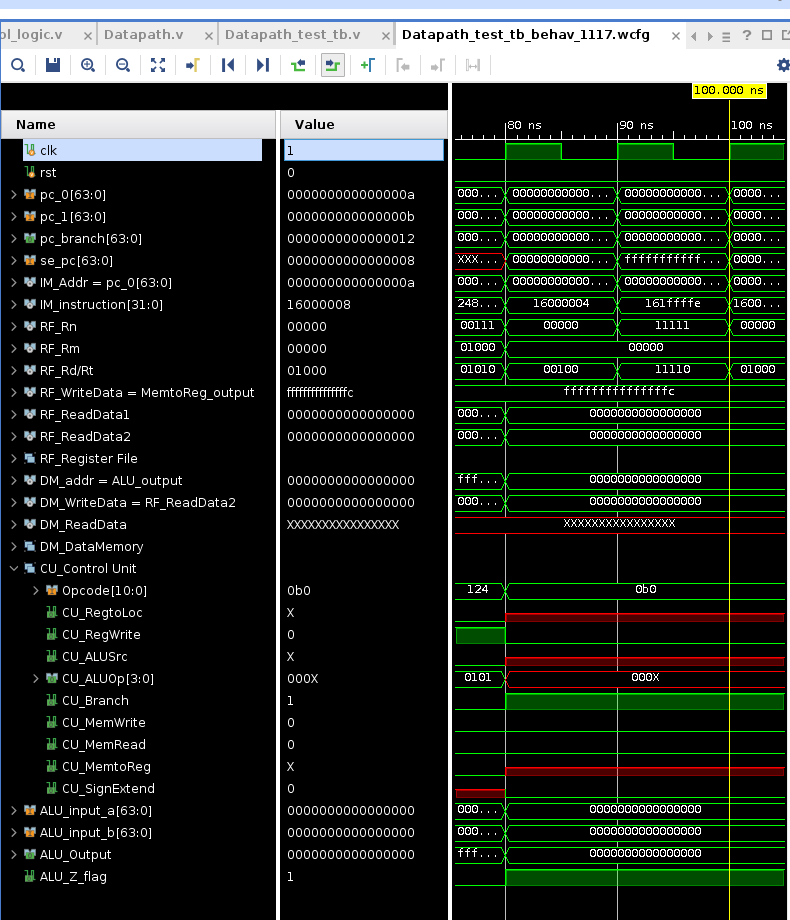 ol_logic.v × Datapath.v × Datapath_test_tb.v × Datapath_test_tb_behav_1117.wcfg × ?
100.000 ns
Name Value 80 ns 90 ns 100 ns
clk 1
rst 0
pc_0[63:0] 000000000000000a 000... 00000000000... 00000000000... 0000...
pc_1[63:0] 000000000000000b 000... 00000000000... 00000000000... 0000...
pc_branch[63:0] 0000000000000012 000... 00000000000... 00000000000... 0000...
se_pc[63:0] 0000000000000008 XXX... 00000000000... fffffffffff... 0000...
IM_Addr = pc_0[63:0] 000000000000000a 000... 00000000000... 00000000000... 0000...
IM_instruction[31:0] 16000008 248... 16000004 161ffffe 1600...
RF_Rn 00000 00111 00000 11111 00000
RF_Rm 00000 01000 00000
RF_Rd/Rt 01000 01010 00100 11110 01000
RF_WriteData = MemtoReg_output fffffffffffffffc fffffffffffffffc
RF_ReadData1 0000000000000000 000... 0000000000000000
RF_ReadData2 0000000000000000 000... 0000000000000000
RF_Register File
DM_addr = ALU_output 0000000000000000 fff... 0000000000000000
DM_WriteData = RF_ReadData2 0000000000000000 000... 0000000000000000
DM_ReadData XXXXXXXXXXXXXXXX XXXXXXXXXXXXXXXX
DM_DataMemory
CU_Control Unit
Opcode[10:0] 0b0 124 0b0
CU_RegtoLoc X
CU_RegWrite 0
CU_ALUSrc X
CU_ALUOp[3:0] 000X 0101 000X
CU_Branch 1
CU_MemWrite 0
CU_MemRead 0
CU_MemtoReg X
CU_SignExtend 0
ALU_input_a[63:0] 0000000000000000 000... 0000000000000000
ALU_input_b[63:0] 0000000000000000 000... 0000000000000000
ALU_Output 0000000000000000 fff... 0000000000000000
ALU_Z_flag 1